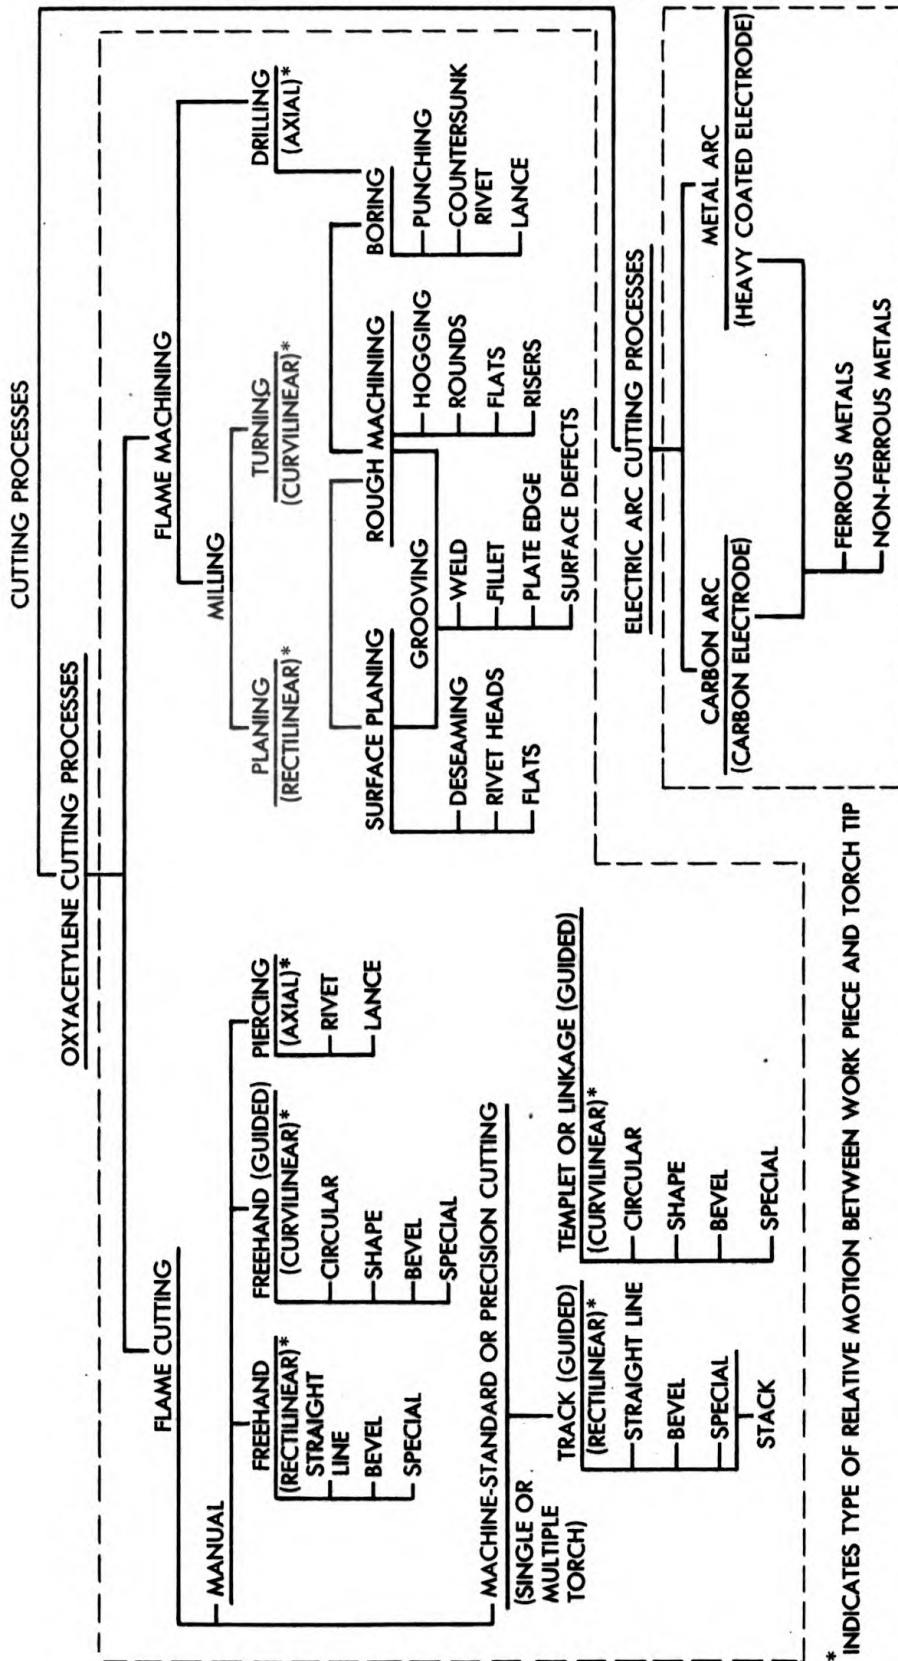 CUTTING PROCESSES
OXYACETYLENE CUTTING PROCESSES
FLAME CUTTING
MANUAL
FREEHAND
(RECTILINEAR)*
STRAIGHT
LINE
BEVEL
SPECIAL
FREEHAND (GUIDED)
(CURVILINEAR)*
CIRCULAR
SHAPE
BEVEL
SPECIAL
PIERCING
(AXIAL)*
RIVET
LANCE
MACHINE-STANDARD OR PRECISION CUTTING
(SINGLE OR
MULTIPLE
TORCH)
TRACK (GUIDED)
(RECTILINEAR)*
STRAIGHT LINE
BEVEL
SPECIAL
STACK
TEMPLET OR LINKAGE (GUIDED)
(CURVILINEAR)*
CIRCULAR
SHAPE
BEVEL
SPECIAL
FLAME MACHINING
MILLING
PLANING
(RECTILINEAR)*
TURNING
(CURVILINEAR)*
DRILLING
(AXIAL)*
SURFACE PLANING
DESEAMING
RIVET HEADS
FLATS
GROOVING
WELD
FILLET
PLATE EDGE
SURFACE DEFECTS
ROUGH MACHINING
HOGGING
ROUNDS
FLATS
RISERS
BORING
PUNCHING
COUNTERSUNK
RIVET
LANCE
ELECTRIC ARC CUTTING PROCESSES
CARBON ARC
(CARBON ELECTRODE)
METAL ARC
(HEAVY COATED ELECTRODE)
FERROUS METALS
NON-FERROUS METALS
* INDICATES TYPE OF RELATIVE MOTION BETWEEN WORK PIECE AND TORCH TIP